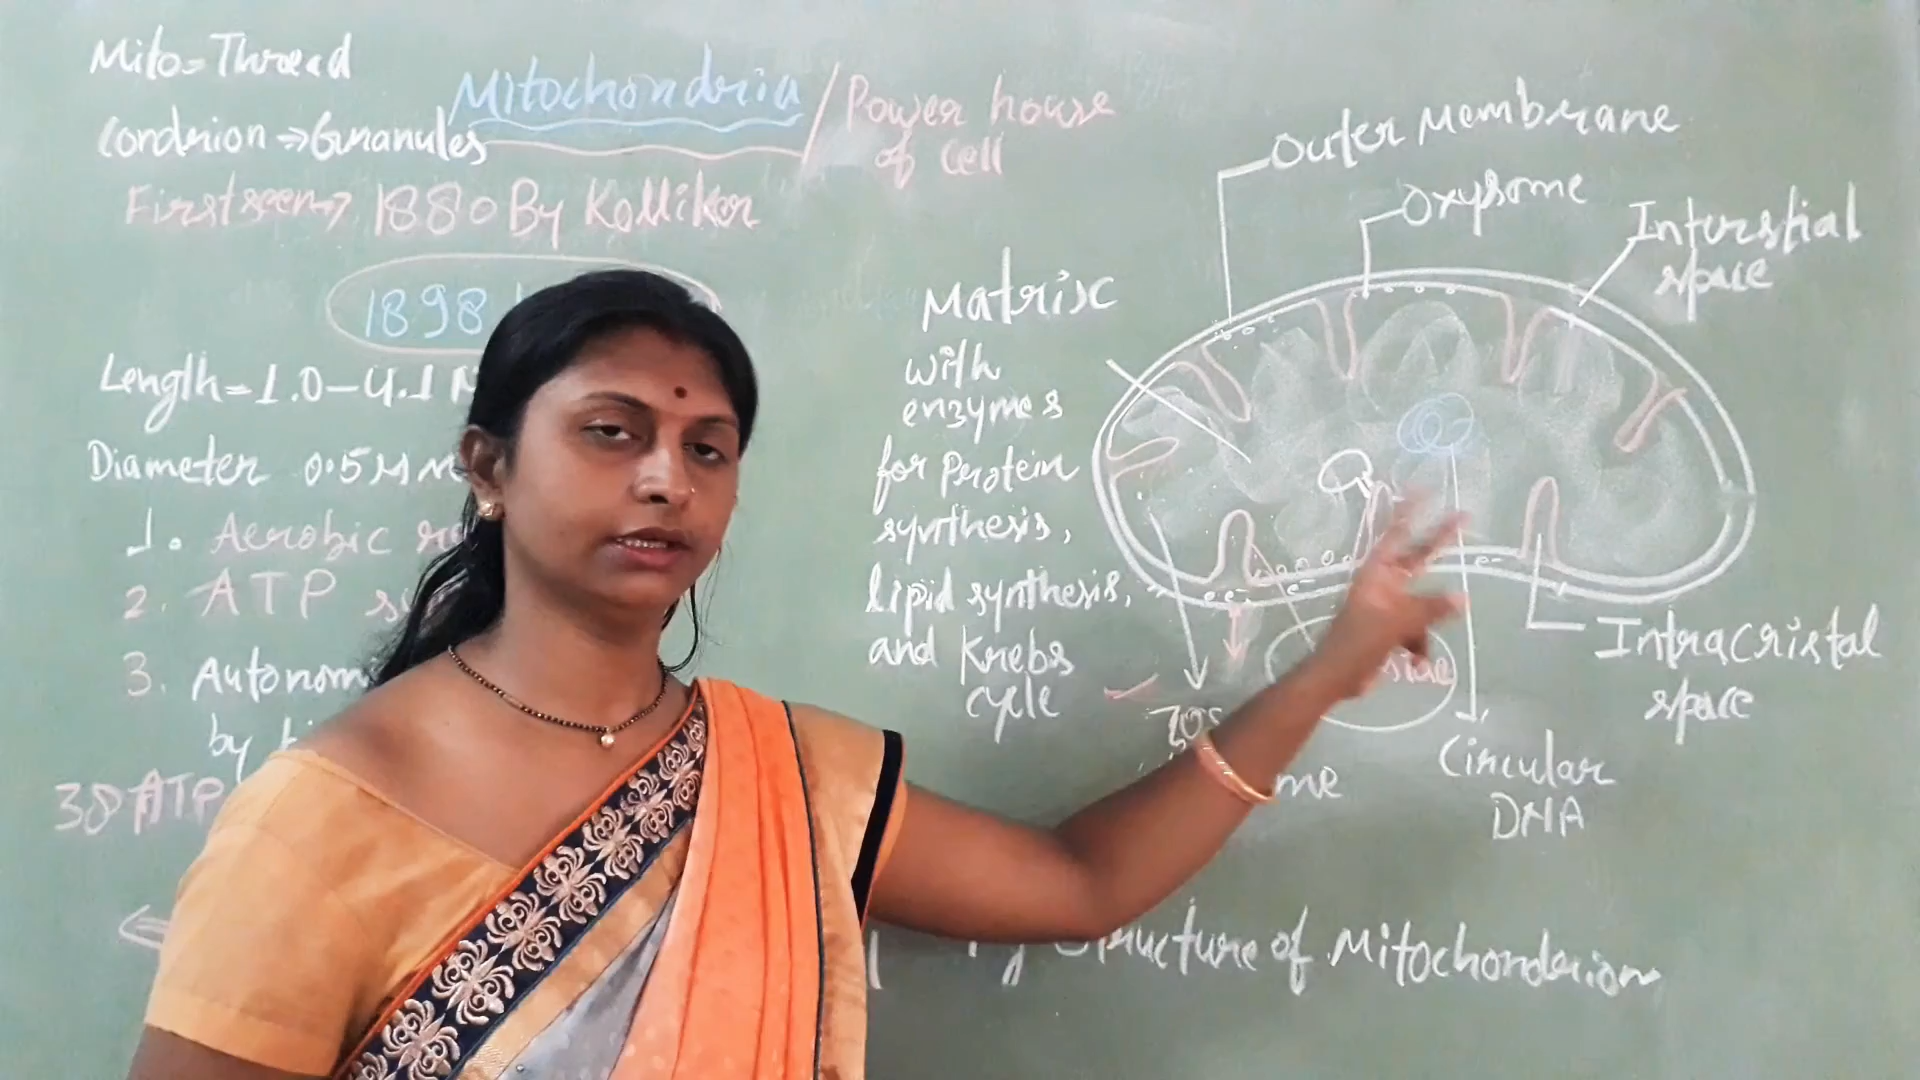 Mito=Thread
Mitochondria / Power house
of cell
Condrion ⇒ Granules
First seen → 1880 By Kolliker
1898
Length = 1.0 – 4.1
Diameter 0.5
1. Aerobic
2. ATP
3. Autonom
by
38 ATP
Matrix
with
enzymes
for Protein
synthesis,
lipid synthesis,
and Krebs
cycle
Outer Membrane
Oxysome
Interstial
space
e- e- e-
Intracristal
space
70s
me
Circular
DNA
Structure of Mitochondrion